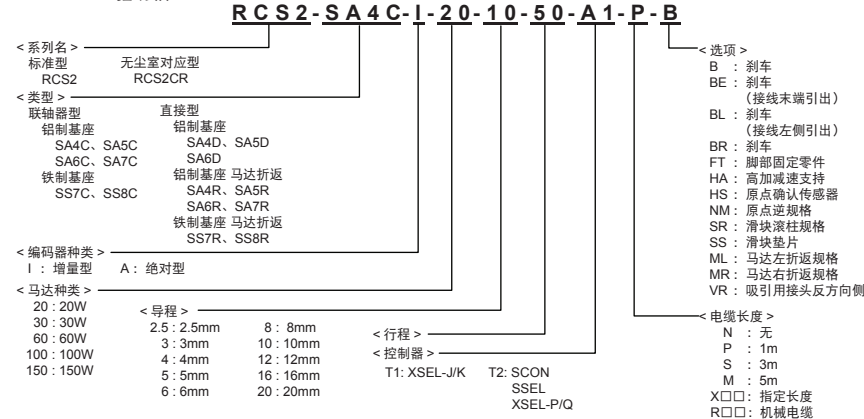 RCS2-SA4C-I-20-10-50-A1-P-B
<系列名>
标准型 无尘室对应型
RCS2 RCS2CR
<类型>
联轴器型
铝制基座
SA4C、SA5C
SA6C、SA7C
铁制基座
SS7C、SS8C
直接型
铝制基座
SA4D、SA5D
SA6D
铝制基座 马达折返
SA4R、SA5R
SA6R、SA7R
铁制基座 马达折返
SS7R、SS8R
<编码器种类>
I : 增量型 A : 绝对型
<马达种类>
20 : 20W
30 : 30W
60 : 60W
100 : 100W
150 : 150W
<导程>
2.5 : 2.5mm
3 : 3mm
4 : 4mm
5 : 5mm
6 : 6mm
8 : 8mm
10 : 10mm
12 : 12mm
16 : 16mm
20 : 20mm
<行程>
<控制器>
T1: XSEL-J/K T2: SCON
SSEL
XSEL-P/Q
<选项>
B : 刹车
BE : 刹车
(接线末端引出)
BL : 刹车
(接线左侧引出)
BR : 刹车
FT : 脚部固定零件
HA : 高加减速支持
HS : 原点确认传感器
NM : 原点逆规格
SR : 滑块滚柱规格
SS : 滑块垫片
ML : 马达左折返规格
MR : 马达右折返规格
VR : 吸引用接头反方向侧
<电缆长度>
N : 无
P : 1m
S : 3m
M : 5m
X□□ : 指定长度
R□□ : 机械电缆